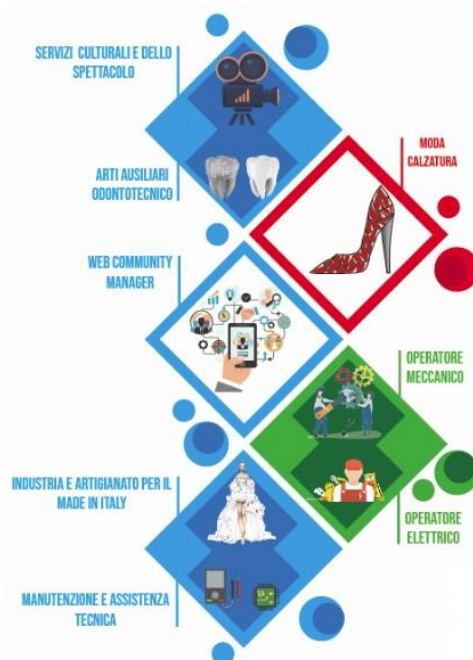 SERVIZI CULTURALI E DELLO
SPETTACOLO
MODA
CALZATURA
ARTI AUSILIARI
ODONTOTECNICO
WEB COMMUNITY
MANAGER
OPERATORE
MECCANICO
INDUSTRIA E ARTIGIANATO PER IL
MADE IN ITALY
OPERATORE
ELETTRICO
MANUTENZIONE E ASSISTENZA
TECNICA